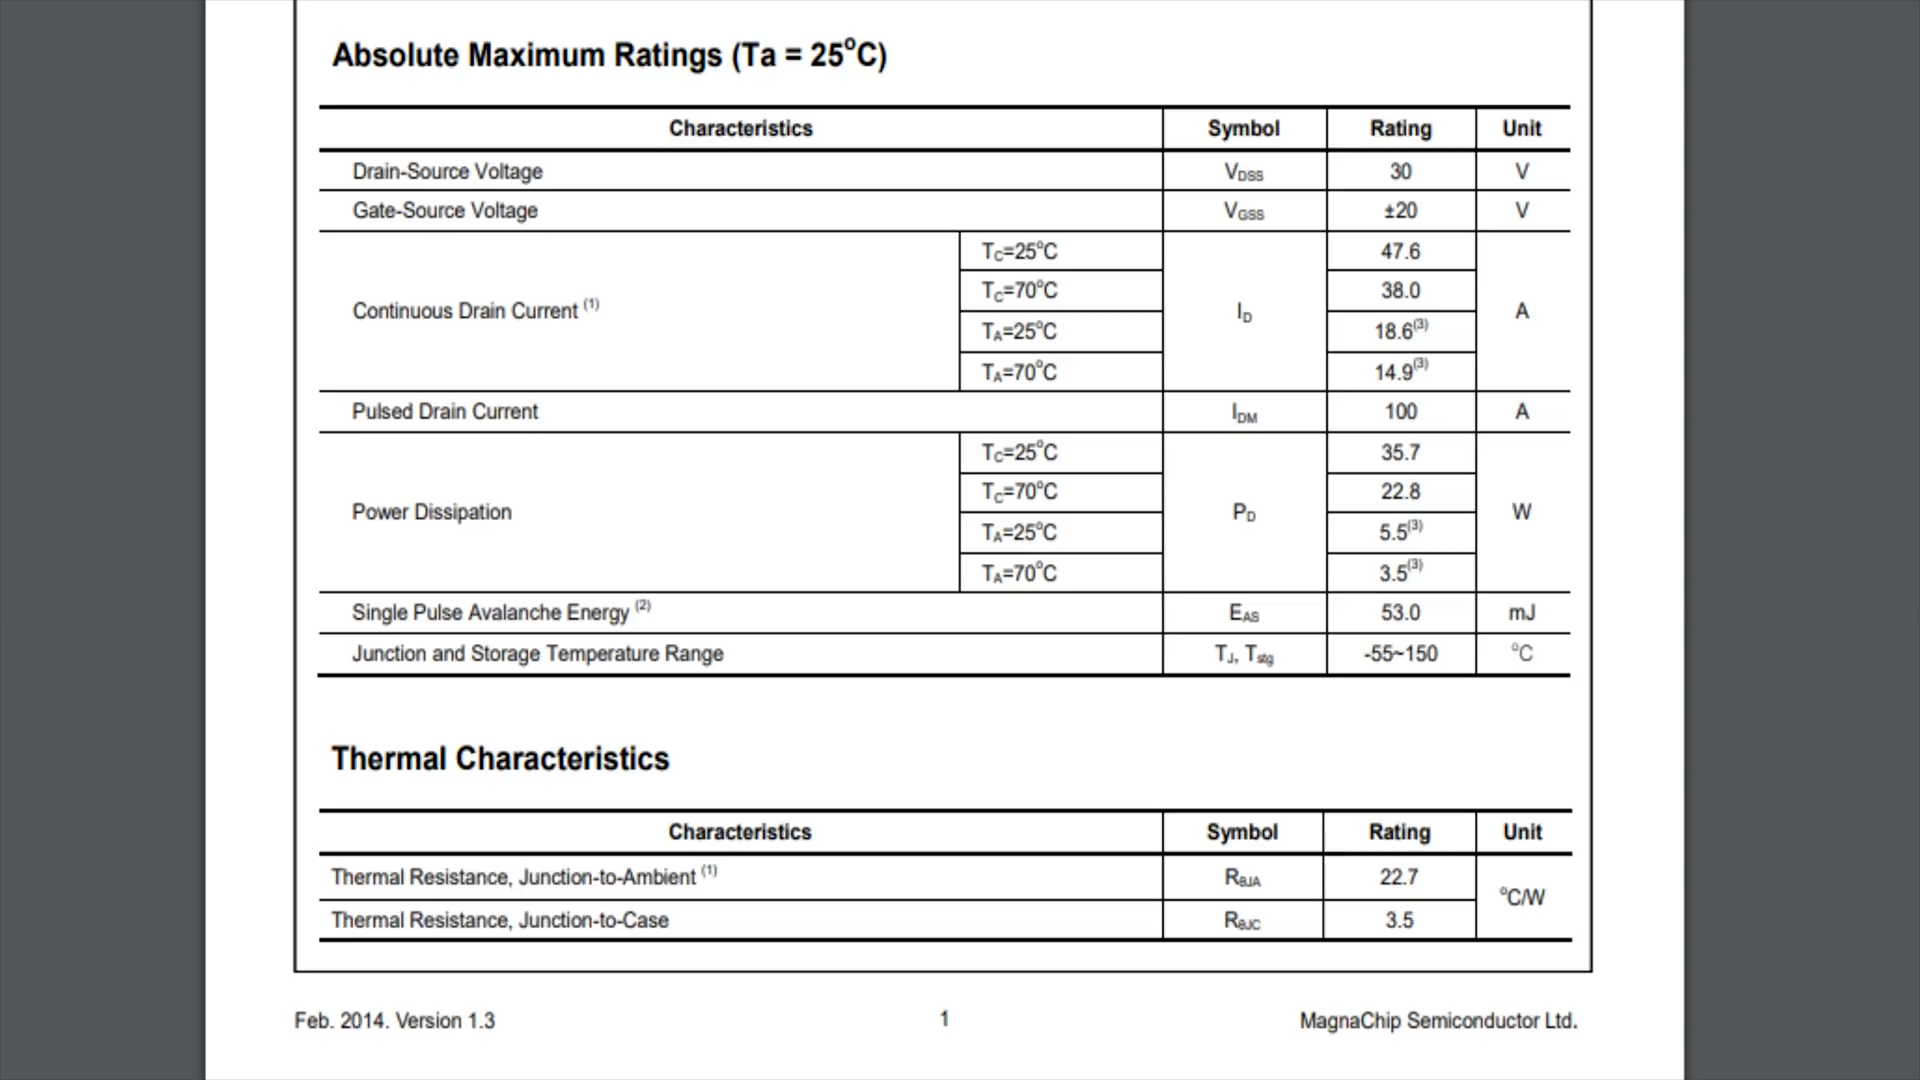 Absolute Maximum Ratings (Ta = 25°C)
Characteristics Symbol Rating Unit
Drain-Source Voltage VDSS 30 V
Gate-Source Voltage VGSS ±20 V
Continuous Drain Current (1) TC=25°C ID 47.6 A
TC=70°C 38.0
TA=25°C 18.6(3)
TA=70°C 14.9(3)
Pulsed Drain Current IDM 100 A
Power Dissipation TC=25°C PD 35.7 W
TC=70°C 22.8
TA=25°C 5.5(3)
TA=70°C 3.5(3)
Single Pulse Avalanche Energy (2) EAS 53.0 mJ
Junction and Storage Temperature Range TJ, Tstg -55~150 °C
Thermal Characteristics
Characteristics Symbol Rating Unit
Thermal Resistance, Junction-to-Ambient (1) RθJA 22.7 °C/W
Thermal Resistance, Junction-to-Case RθJC 3.5
Feb. 2014. Version 1.3 1 MagnaChip Semiconductor Ltd.